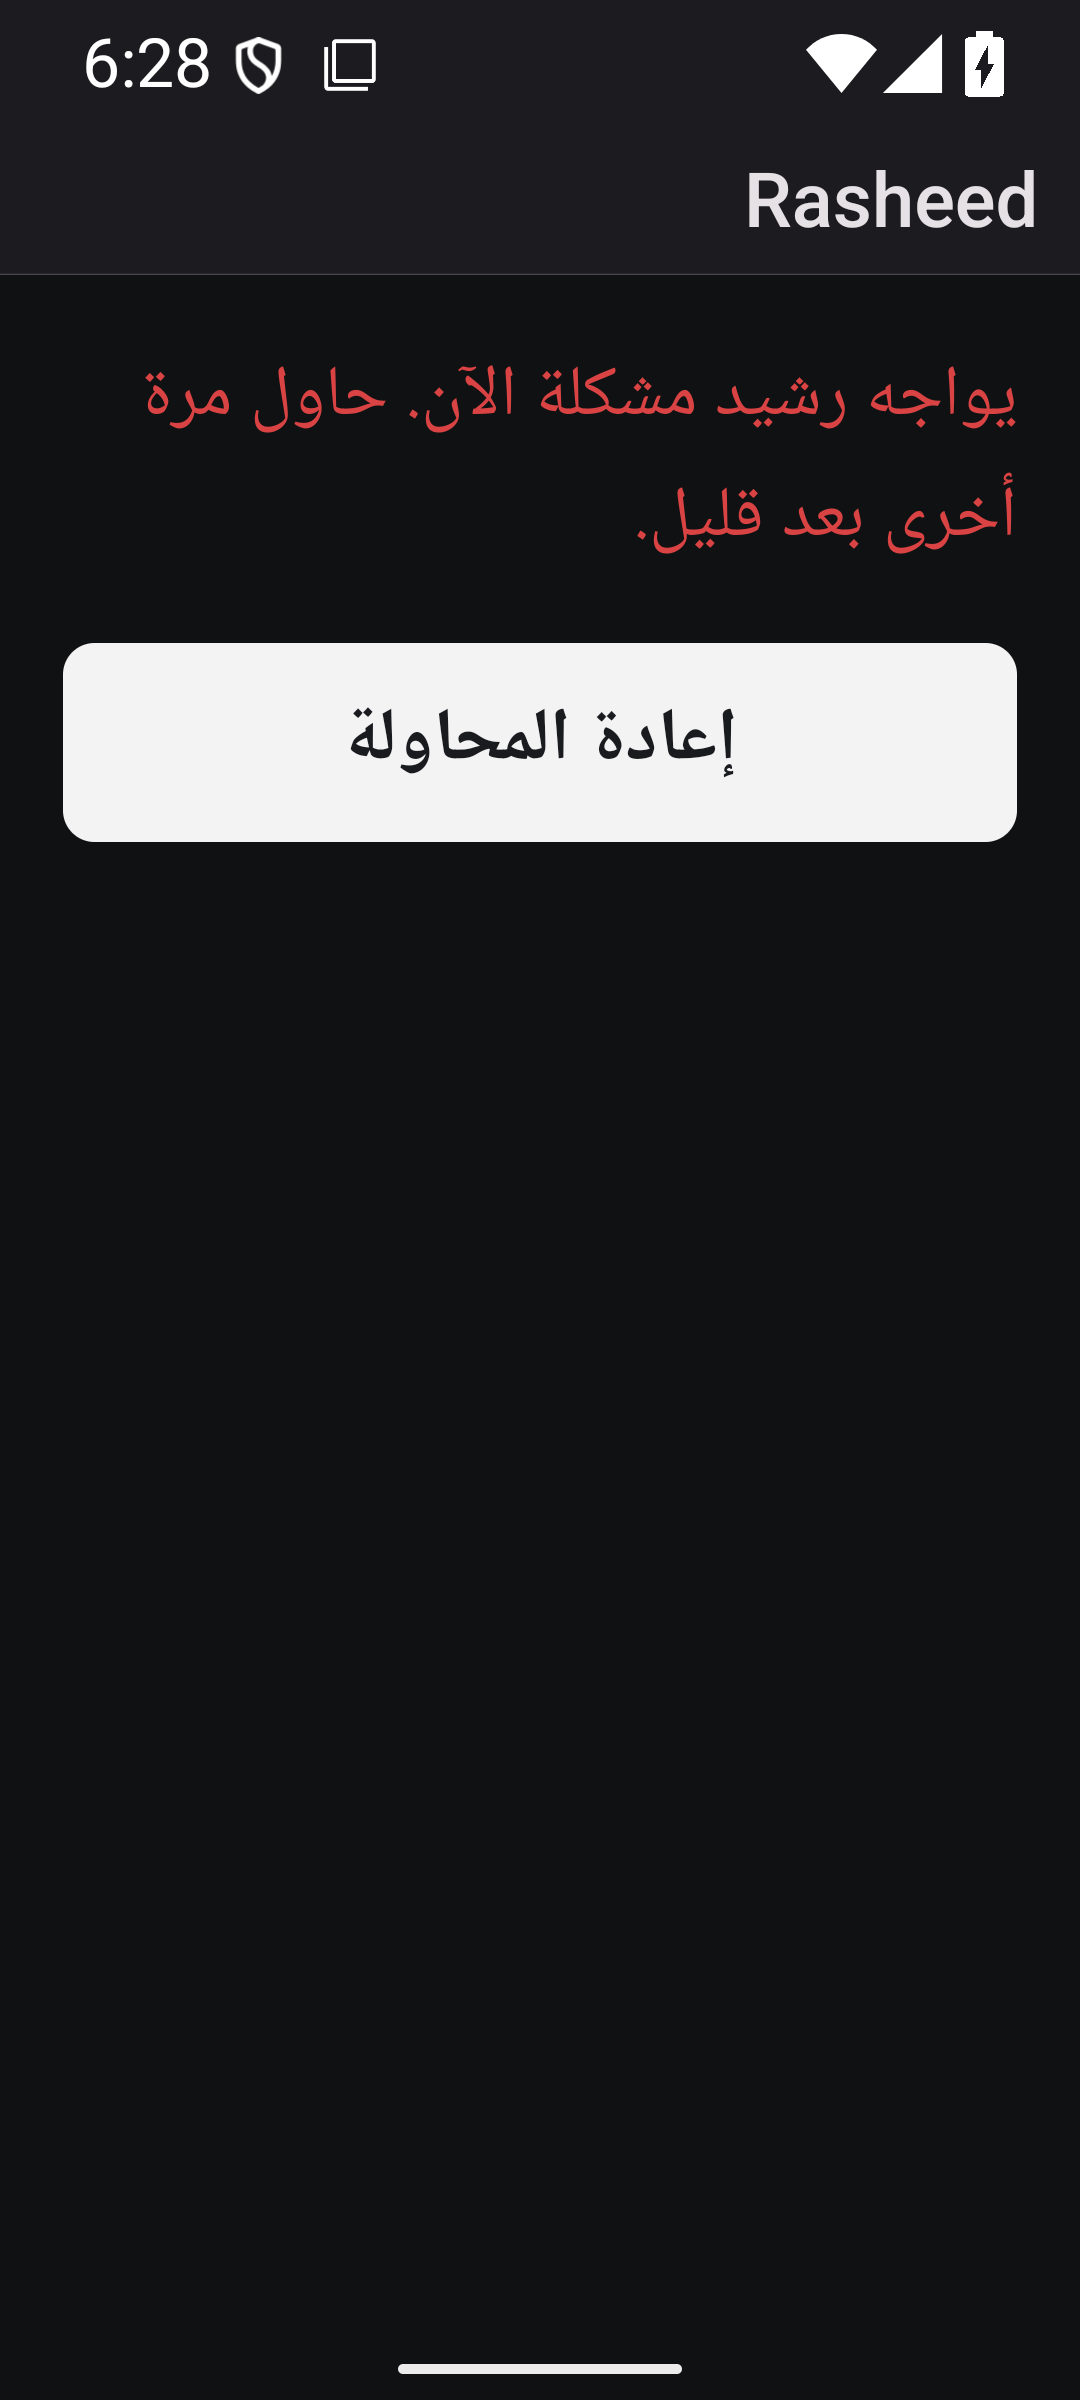 6:28
Rasheed
يواجه رشيد مشكلة الآن. حاول مرة
أخرى بعد قليل.
إعادة المحاولة